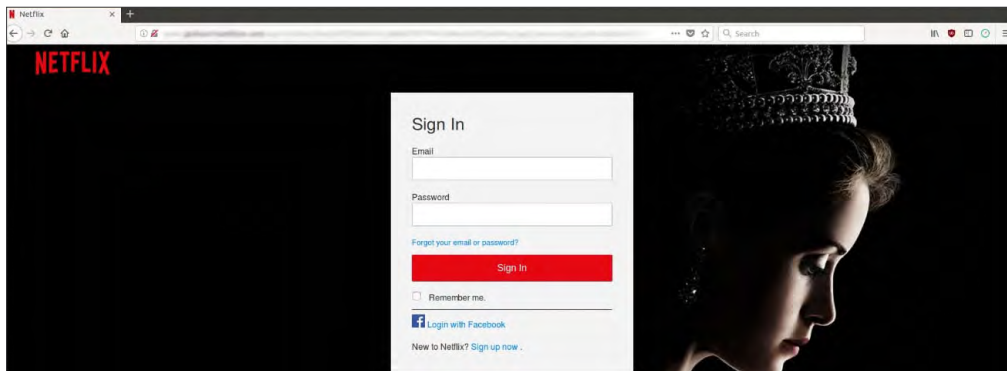 Netflix
Search
NETFLIX
Sign In
Email
Password
Forgot your email or password?
Sign In
Remember me.
Login with Facebook
New to Netflix? Sign up now .